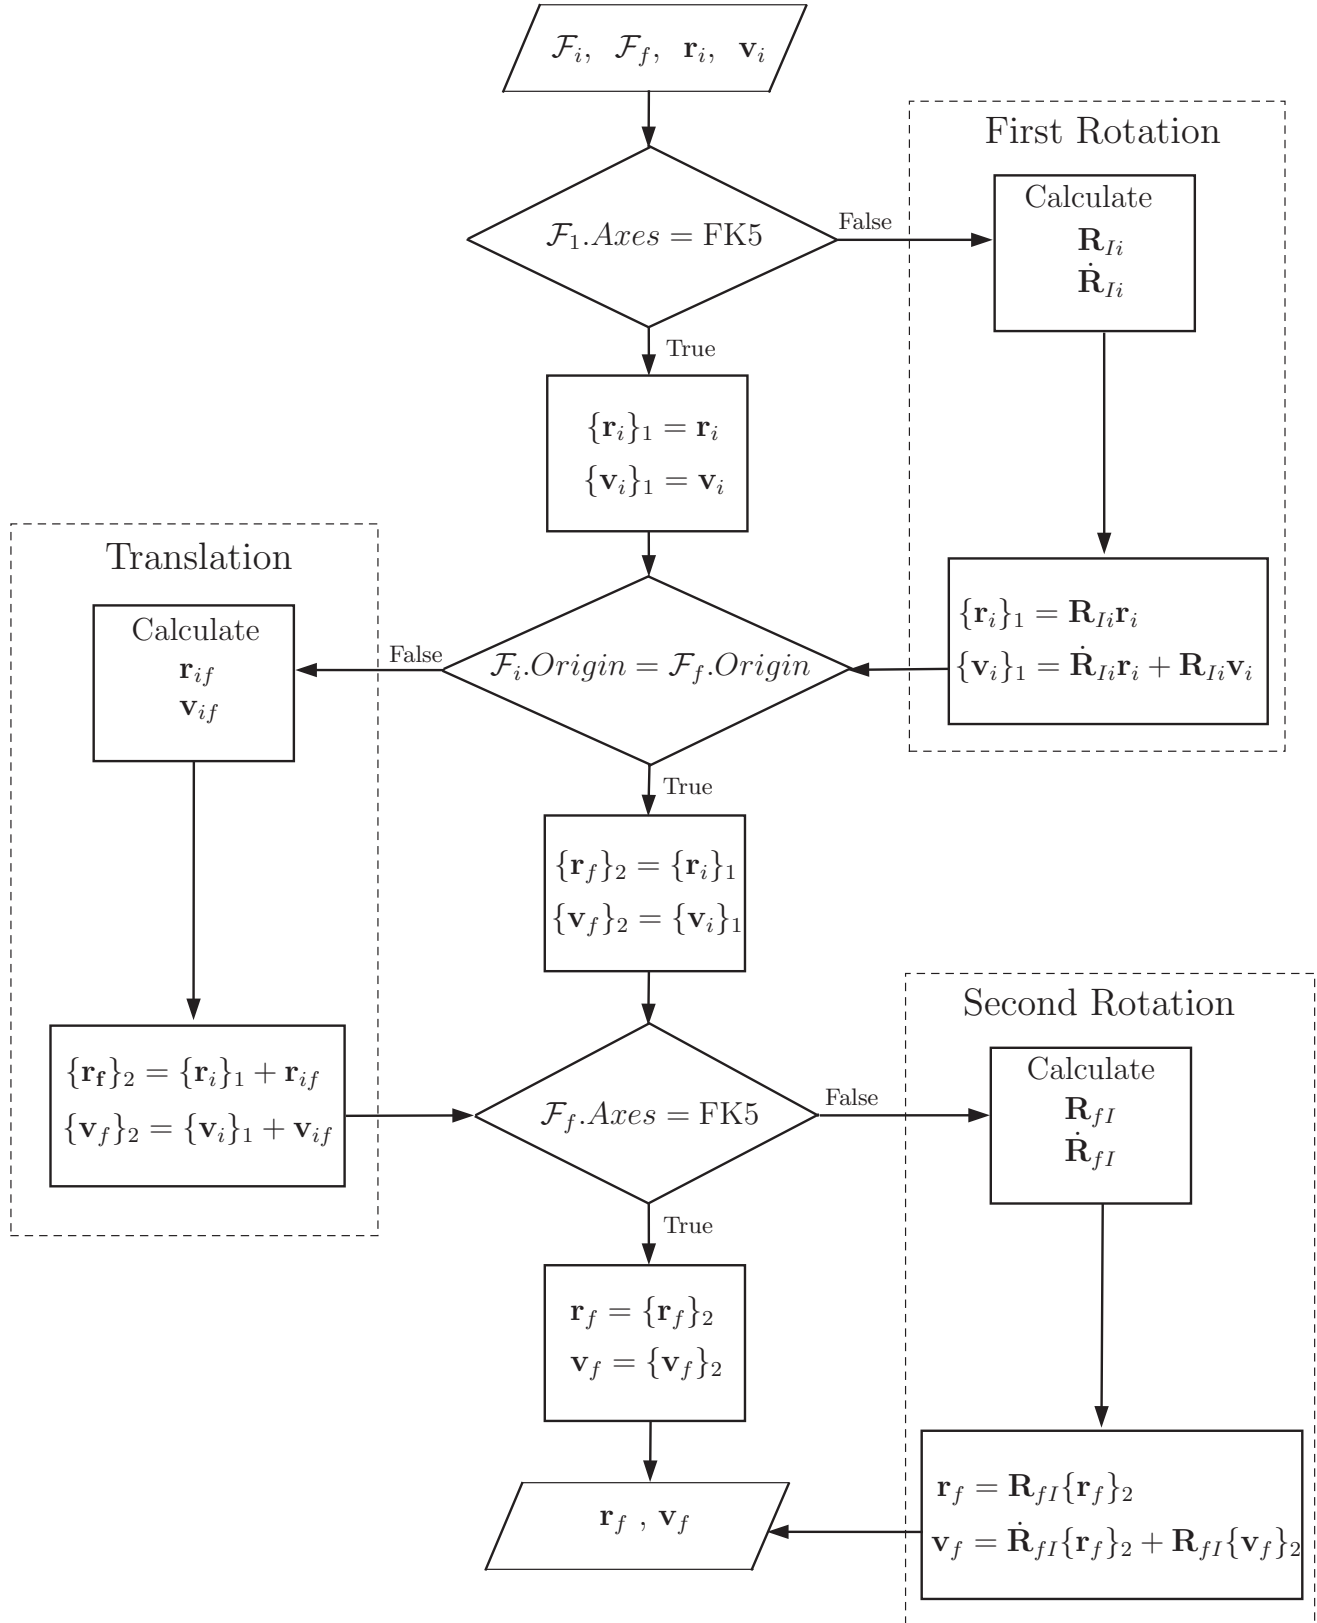 𝓕ᵢ, 𝓕_f, 𝐫ᵢ, 𝐯ᵢ
First Rotation
Calculate
𝐑_{Ii}
𝐑̇_{Ii}
False
𝓕₁.Axes = FK5
True
{𝐫ᵢ}₁ = 𝐫ᵢ
{𝐯ᵢ}₁ = 𝐯ᵢ
{𝐫ᵢ}₁ = 𝐑_{Ii}𝐫ᵢ
{𝐯ᵢ}₁ = 𝐑̇_{Ii}𝐫ᵢ + 𝐑_{Ii}𝐯ᵢ
𝓕ᵢ.Origin = 𝓕_f.Origin
False
Translation
Calculate
𝐫_{if}
𝐯_{if}
True
{𝐫_f}₂ = {𝐫ᵢ}₁
{𝐯_f}₂ = {𝐯ᵢ}₁
{𝐫_𝐟}₂ = {𝐫ᵢ}₁ + 𝐫_{if}
{𝐯_f}₂ = {𝐯ᵢ}₁ + 𝐯_{if}
𝓕_f.Axes = FK5
False
Second Rotation
Calculate
𝐑_{fI}
𝐑̇_{fI}
True
𝐫_f = {𝐫_f}₂
𝐯_f = {𝐯_f}₂
𝐫_f = 𝐑_{fI}{𝐫_f}₂
𝐯_f = 𝐑̇_{fI}{𝐫_f}₂ + 𝐑_{fI}{𝐯_f}₂
𝐫_f , 𝐯_f